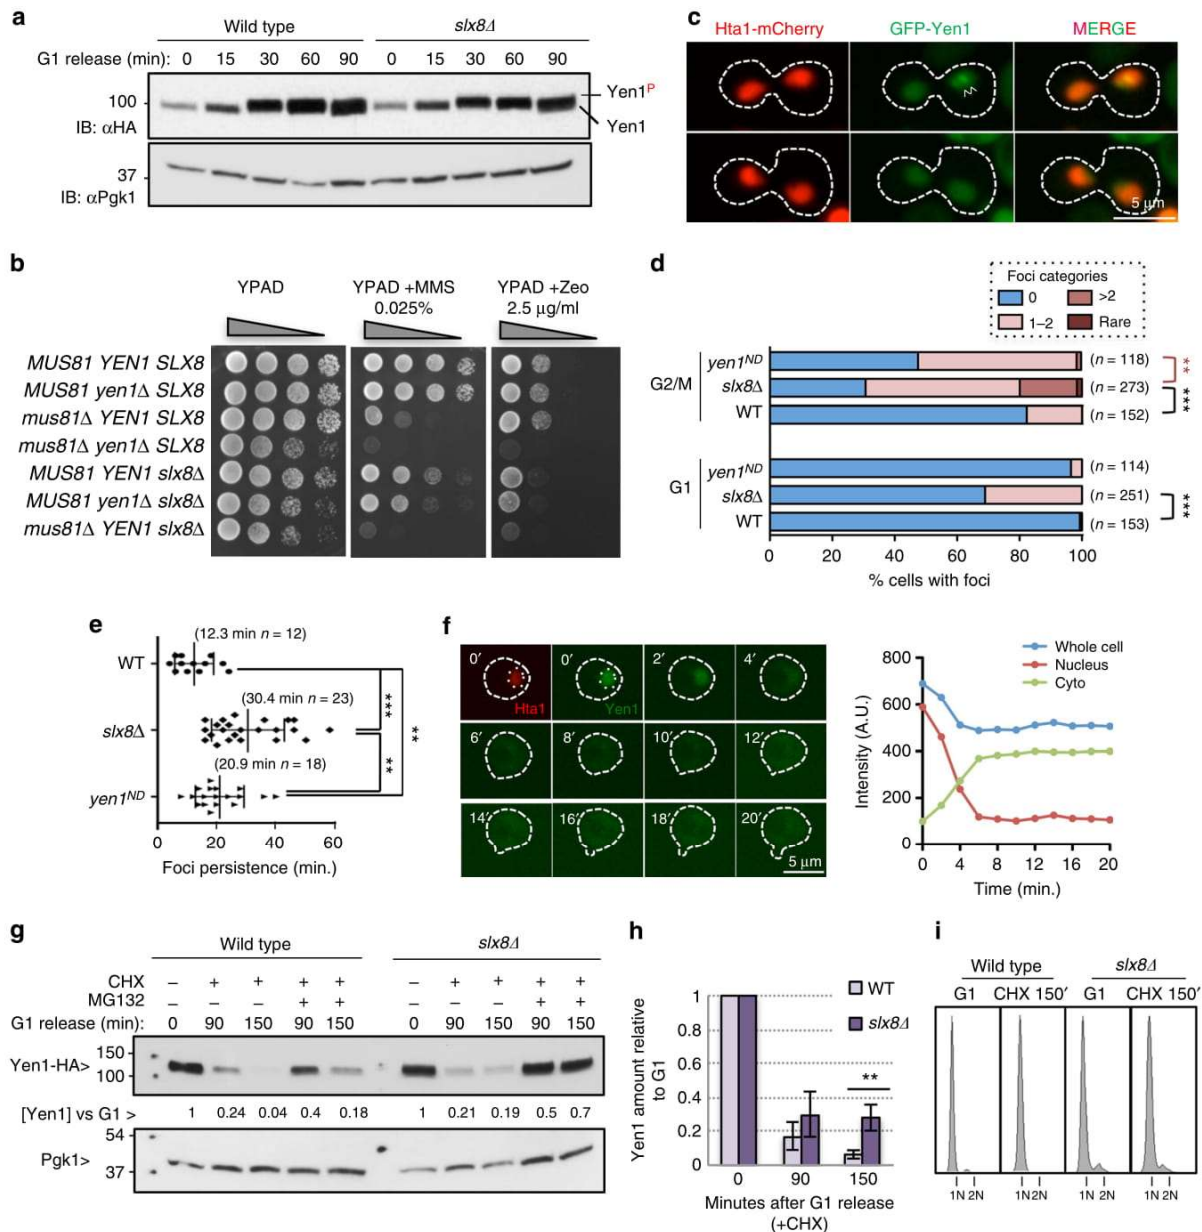 a
Wild type slx8Δ
G1 release (min): 0 15 30 60 90 0 15 30 60 90
100
Yen1P
Yen1
IB: αHA
37
IB: αPgk1
b
YPAD YPAD +MMS 0.025% YPAD +Zeo 2.5 µg/ml
MUS81 YEN1 SLX8
MUS81 yen1Δ SLX8
mus81Δ YEN1 SLX8
mus81Δ yen1Δ SLX8
MUS81 YEN1 slx8Δ
MUS81 yen1Δ slx8Δ
mus81Δ YEN1 slx8Δ
c
Hta1-mCherry GFP-Yen1 MERGE
5 µm
d
Foci categories
0 >2
1–2 Rare
G2/M
yen1ND (n = 118)
slx8Δ (n = 273)
WT (n = 152)
**
***
G1
yen1ND (n = 114)
slx8Δ (n = 251)
WT (n = 153)
***
0 20 40 60 80 100
% cells with foci
e
WT (12.3 min n = 12)
slx8Δ (30.4 min n = 23)
yen1ND (20.9 min n = 18)
***
**
**
0 20 40 60
Foci persistence (min.)
f
0′ Hta1 0′ Yen1 2′ 4′
6′ 8′ 10′ 12′
14′ 16′ 18′ 20′
5 µm
Whole cell
Nucleus
Cyto
800
600
400
200
0
Intensity (A.U.)
0 4 8 12 16 20
Time (min.)
g
Wild type slx8Δ
CHX – + + + + – + + + +
MG132 – – – + + – – – + +
G1 release (min): 0 90 150 90 150 0 90 150 90 150
150
Yen1-HA>
100
[Yen1] vs G1 > 1 0.24 0.04 0.4 0.18 1 0.21 0.19 0.5 0.7
54
Pgk1>
37
h
WT
slx8Δ
1
0.8
0.6
0.4
0.2
0
Yen1 amount relative to G1
**
0 90 150
Minutes after G1 release
(+CHX)
i
Wild type slx8Δ
G1 CHX 150′ G1 CHX 150′
1N 2N 1N 2N 1N 2N 1N 2N